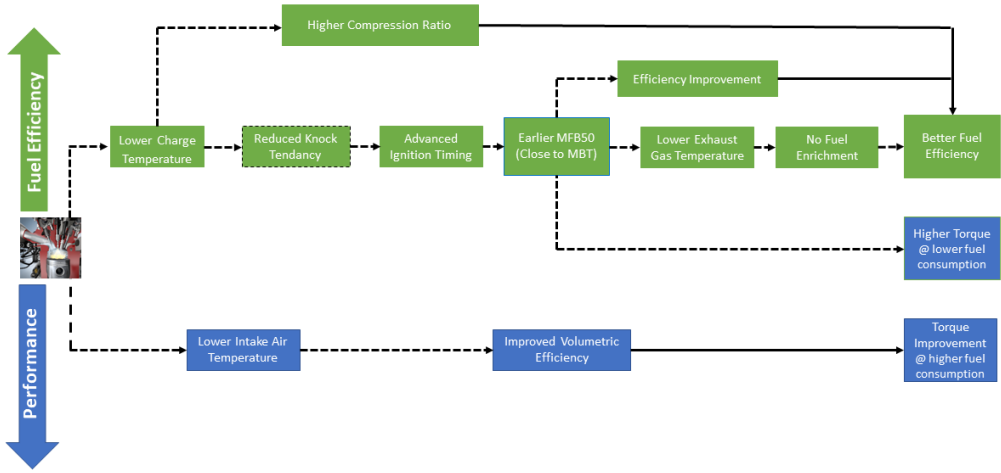 Fuel Efficiency
Performance
Higher Compression Ratio
Efficiency Improvement
Lower Charge
Temperature
Reduced Knock
Tendancy
Advanced
Ignition Timing
Earlier MFB50
(Close to MBT)
Lower Exhaust
Gas Temperature
No Fuel
Enrichment
Better Fuel
Efficiency
Higher Torque
@ lower fuel
consumption
Lower Intake Air
Temperature
Improved Volumetric
Efficiency
Torque
Improvement
@ higher fuel
consumption